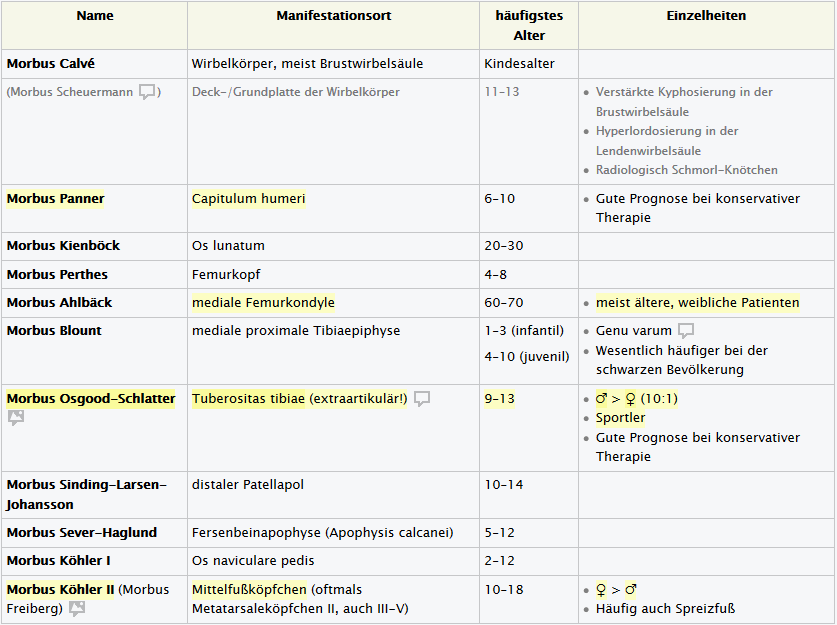 Name Manifestationsort häufigstes Alter Einzelheiten
Morbus Calvé Wirbelkörper, meist Brustwirbelsäule Kindesalter
(Morbus Scheuermann ) Deck-/Grundplatte der Wirbelkörper 11–13 • Verstärkte Kyphosierung in der
Brustwirbelsäule
• Hyperlordosierung in der
Lendenwirbelsäule
• Radiologisch Schmorl-Knötchen
Morbus Panner Capitulum humeri 6–10 • Gute Prognose bei konservativer
Therapie
Morbus Kienböck Os lunatum 20–30
Morbus Perthes Femurkopf 4–8
Morbus Ahlbäck mediale Femurkondyle 60–70 • meist ältere, weibliche Patienten
Morbus Blount mediale proximale Tibiaepiphyse 1–3 (infantil) • Genu varum
4–10 (juvenil) • Wesentlich häufiger bei der
schwarzen Bevölkerung
Morbus Osgood-Schlatter Tuberositas tibiae (extraartikulär!) 9–13 • ♂ > ♀ (10:1)
• Sportler
• Gute Prognose bei konservativer
Therapie
Morbus Sinding-Larsen- distaler Patellapol 10–14
Johansson
Morbus Sever-Haglund Fersenbeinapophyse (Apophysis calcanei) 5–12
Morbus Köhler I Os naviculare pedis 2–12
Morbus Köhler II (Morbus Mittelfußköpfchen (oftmals 10–18 • ♀ > ♂
Freiberg) Metatarsaleköpfchen II, auch III-V) • Häufig auch Spreizfuß